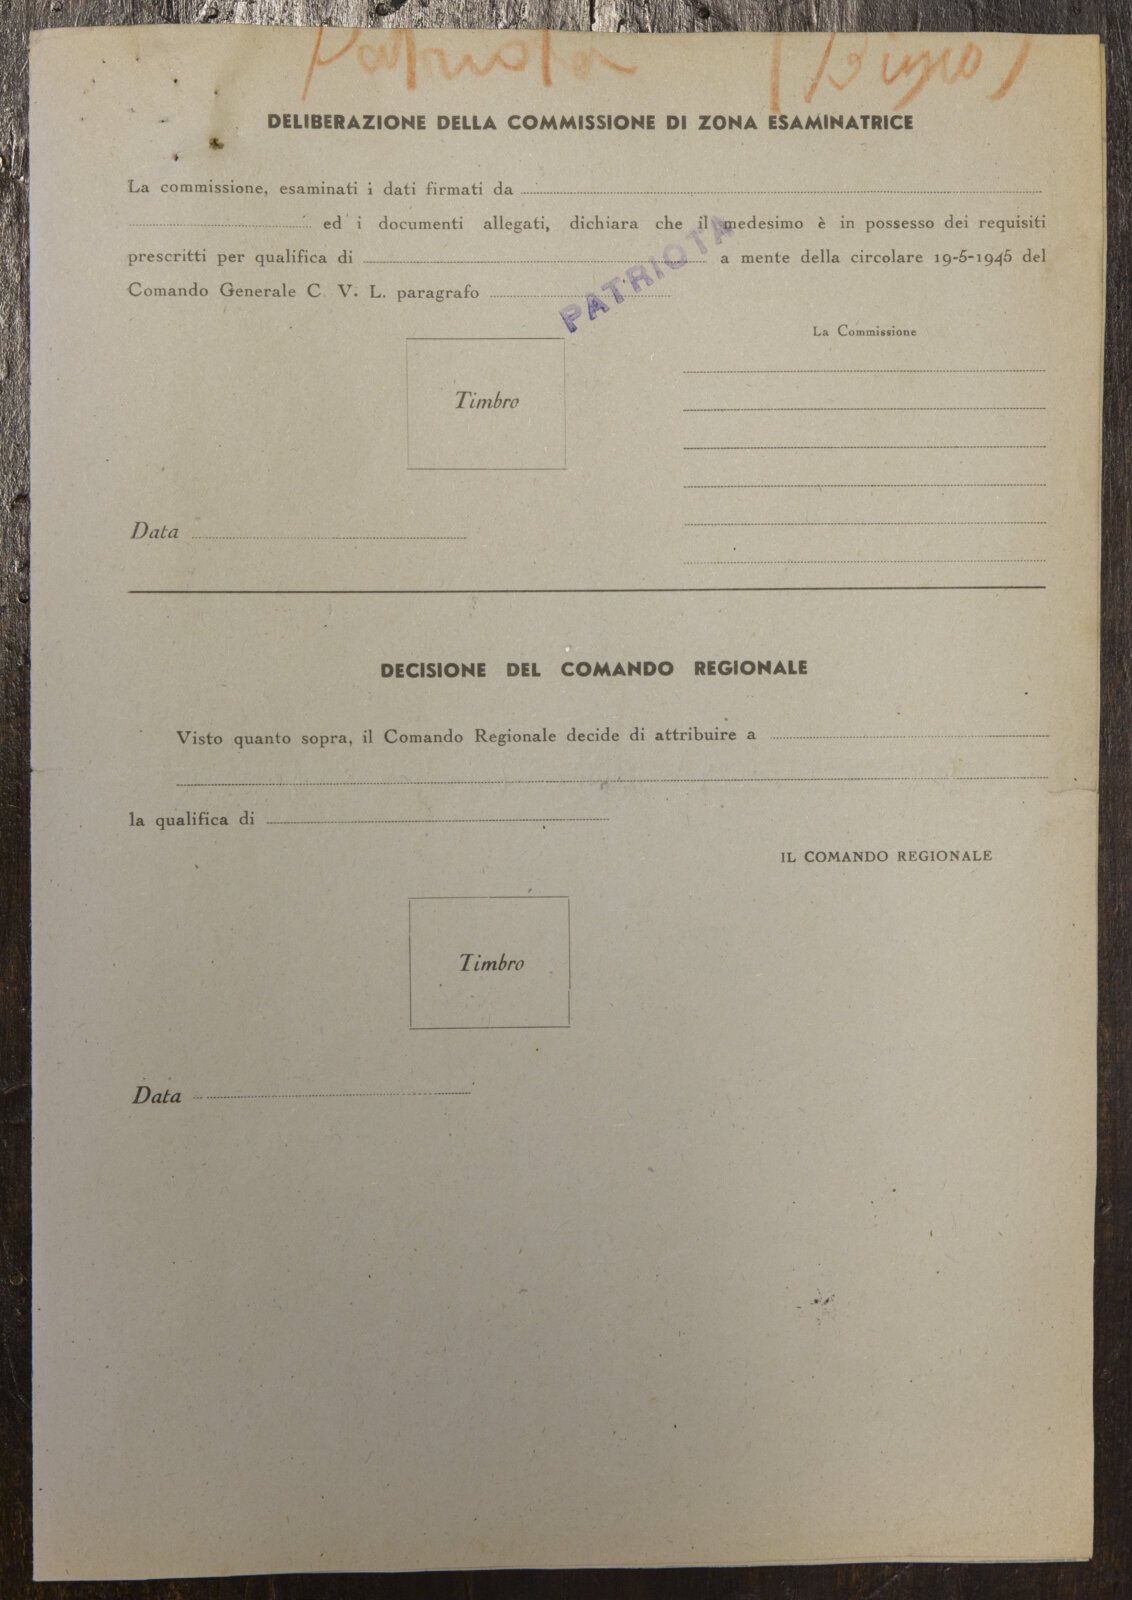 Patriota
DELIBERAZIONE DELLA COMMISSIONE DI ZONA ESAMINATRICE
La commissione, esaminati i dati firmati da
ed i documenti allegati, dichiara che il medesimo è in possesso dei requisiti
prescritti per qualifica di a mente della circolare 19-5-1945 del
Comando Generale C V. L. paragrafo
PATRIOTA
La Commissione
Timbro
Data
DECISIONE DEL COMANDO REGIONALE
Visto quanto sopra, il Comando Regionale decide di attribuire a
la qualifica di
IL COMANDO REGIONALE
Timbro
Data